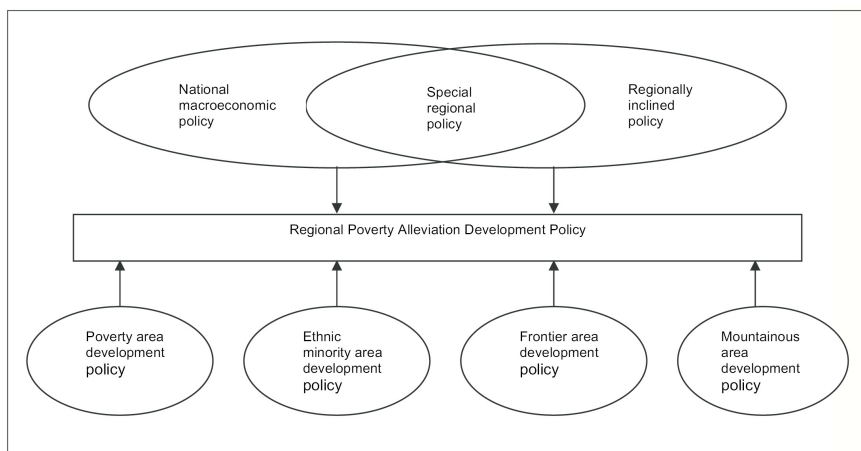 National
macroeconomic
policy
Special
regional
policy
Regionally
inclined
policy
Regional Poverty Alleviation Development Policy
Poverty area
development
policy
Ethnic
minority area
development
policy
Frontier area
development
policy
Mountainous
area
development
policy